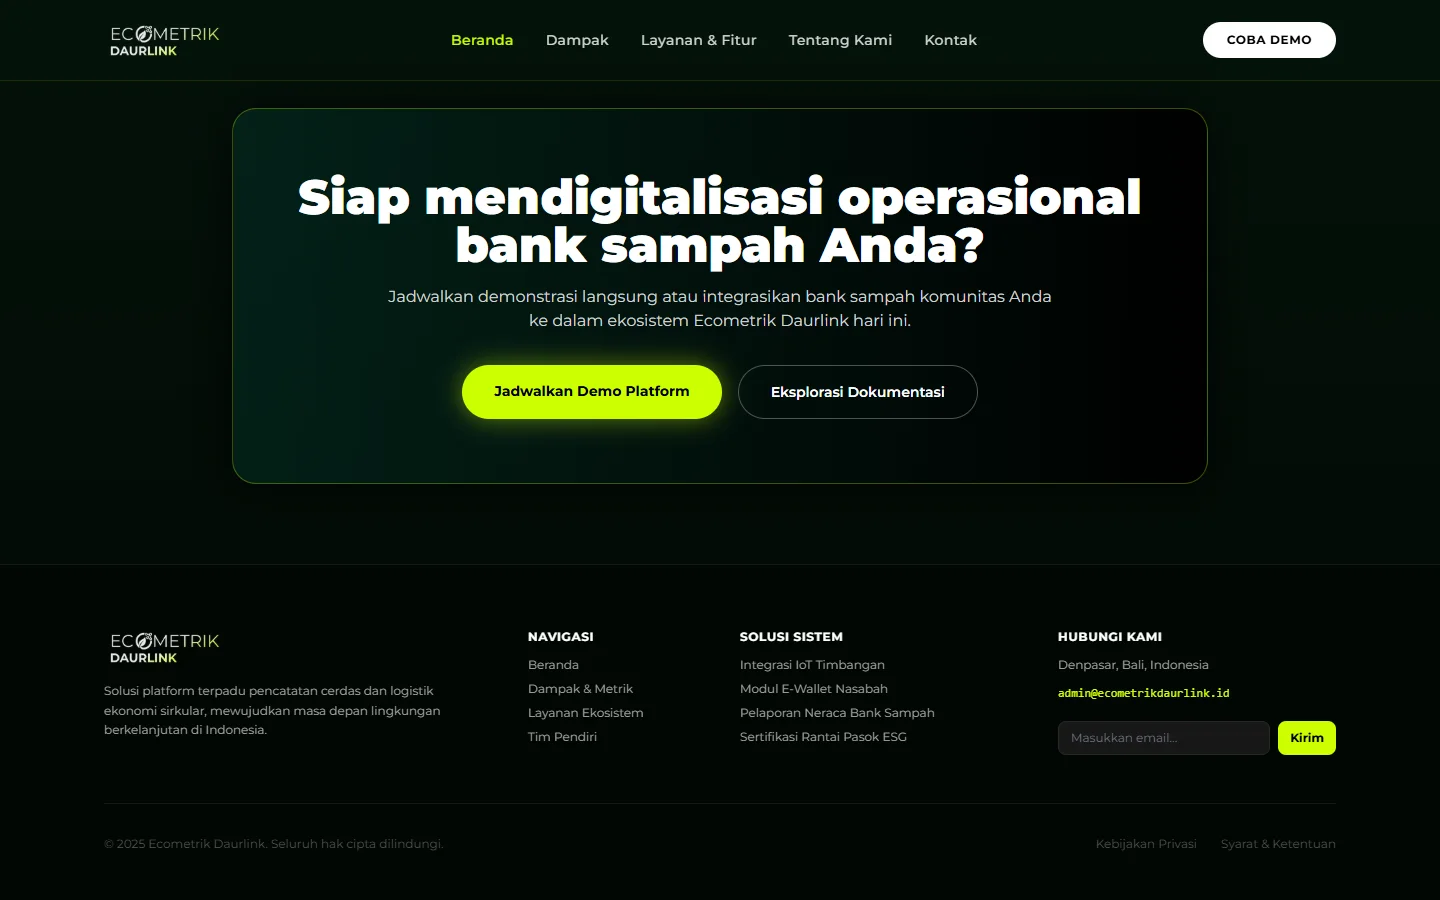 ECOMETRIK
DAURLINK
Beranda
Dampak
Layanan & Fitur
Tentang Kami
Kontak
COBA DEMO
Siap mendigitalisasi operasional
bank sampah Anda?
Jadwalkan demonstrasi langsung atau integrasikan bank sampah komunitas Anda
ke dalam ekosistem Ecometrik Daurlink hari ini.
Jadwalkan Demo Platform
Eksplorasi Dokumentasi
ECOMETRIK
DAURLINK
Solusi platform terpadu pencatatan cerdas dan logistik
ekonomi sirkular, mewujudkan masa depan lingkungan
berkelanjutan di Indonesia.
NAVIGASI
Beranda
Dampak & Metrik
Layanan Ekosistem
Tim Pendiri
SOLUSI SISTEM
Integrasi IoT Timbangan
Modul E-Wallet Nasabah
Pelaporan Neraca Bank Sampah
Sertifikasi Rantai Pasok ESG
HUBUNGI KAMI
Denpasar, Bali, Indonesia
admin@ecometrikdaurlink.id
Masukkan email...
Kirim
© 2025 Ecometrik Daurlink. Seluruh hak cipta dilindungi.
Kebijakan Privasi
Syarat & Ketentuan